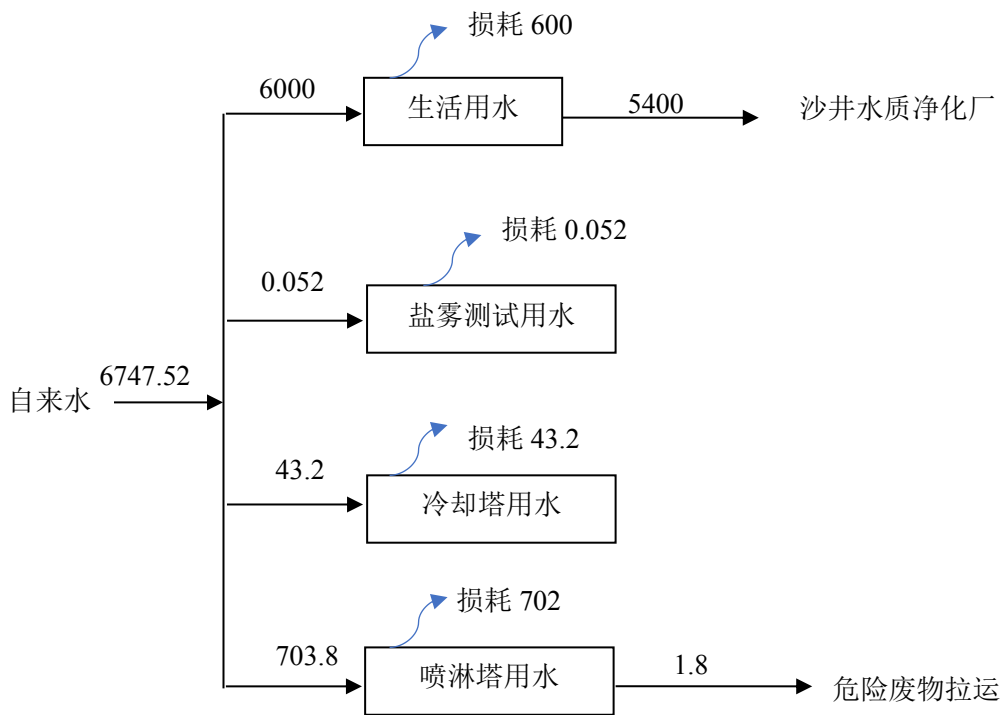 损耗 600
6000
生活用水
5400
沙井水质净化厂
损耗 0.052
0.052
盐雾测试用水
自来水
6747.52
损耗 43.2
43.2
冷却塔用水
损耗 702
703.8
喷淋塔用水
1.8
危险废物拉运